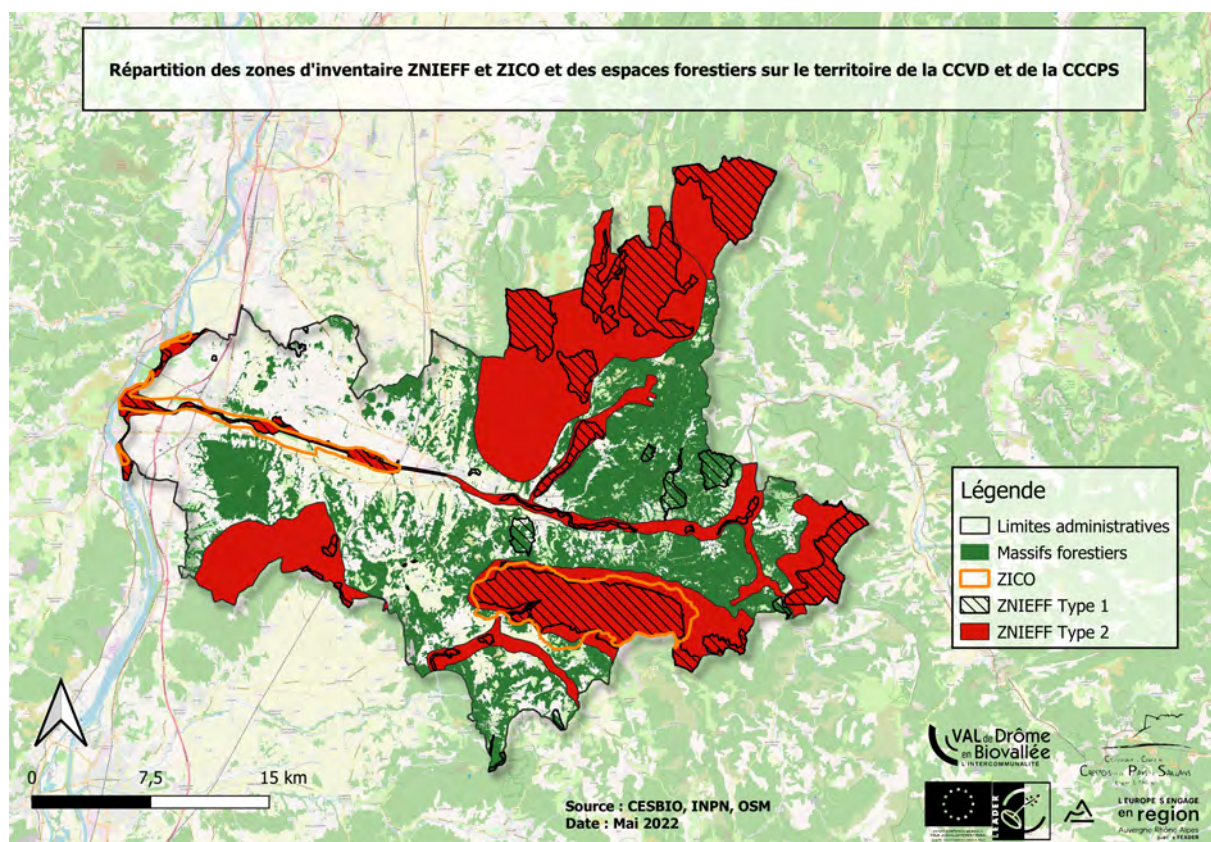 Répartition des zones d'inventaire ZNIEFF et ZICO et des espaces forestiers sur le territoire de la CCVD et de la CCCPS
Légende
Limites administratives
Massifs forestiers
ZICO
ZNIEFF Type 1
ZNIEFF Type 2
0 7,5 15 km
Source : CESBIO, INPN, OSM
Date : Mai 2022
VAL de Drôme
en Biovallée
L'INTERCOMMUNALITÉ
LEADER
L'EUROPE S'ENGAGE
en region
Auvergne Rhône Alpes
FEADER